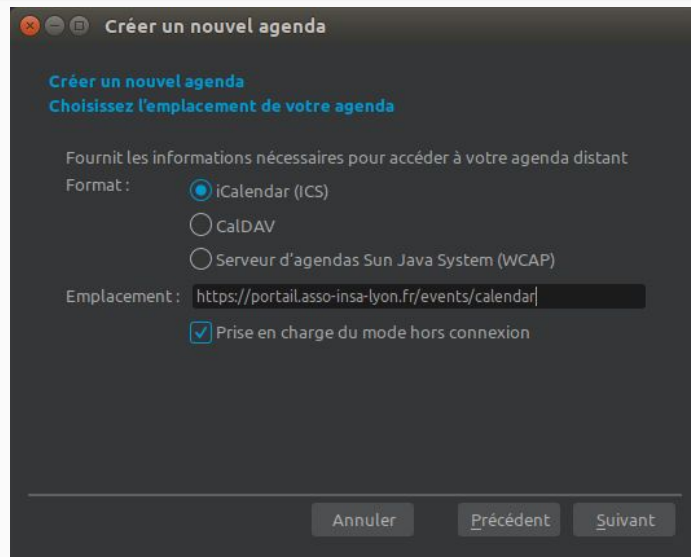 Créer un nouvel agenda
Créer un nouvel agenda
Choisissez l'emplacement de votre agenda
Fournit les informations nécessaires pour accéder à votre agenda distant
Format :
iCalendar (ICS)
CalDAV
Serveur d'agendas Sun Java System (WCAP)
Emplacement : https://portail.asso-insa-lyon.fr/events/calendar
Prise en charge du mode hors connexion
Annuler Précédent Suivant